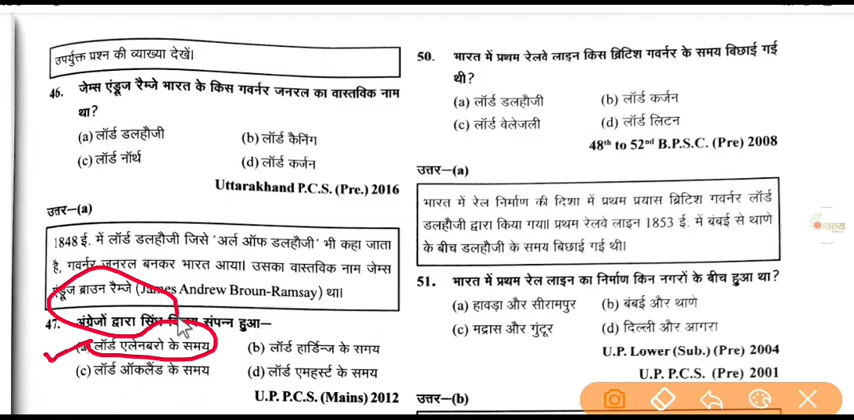 उपर्युक्त प्रश्न की व्याख्या देखें।
46. जेम्स एंड्रूज रैम्जे भारत के किस गवर्नर जनरल का वास्तविक नाम
था?
(a) लॉर्ड डलहौजी (b) लॉर्ड कैनिंग
(c) लॉर्ड नॉर्थ (d) लॉर्ड कर्जन
Uttarakhand P.C.S. (Pre.) 2016
उत्तर—(a)
1848 ई. में लॉर्ड डलहौजी जिसे 'अर्ल ऑफ डलहौजी' भी कहा जाता
है, गवर्नर जनरल बनकर भारत आया। उसका वास्तविक नाम जेम्स
एंड्रूज ब्राउन रैम्जे (James Andrew Broun-Ramsay) था।
47. अंग्रेजों द्वारा सिंध संपन्न हुआ—
लॉर्ड एलेनबरो के समय (b) लॉर्ड हार्डिन्ज के समय
(c) लॉर्ड ऑकलैंड के समय (d) लॉर्ड एमहर्स्ट के समय
U.P. P.C.S. (Mains) 2012
50. भारत में प्रथम रेलवे लाइन किस ब्रिटिश गवर्नर के समय बिछाई गई
थी?
(a) लॉर्ड डलहौजी (b) लॉर्ड कर्जन
(c) लॉर्ड वेलेजली (d) लॉर्ड लिटन
48th to 52nd B.P.S.C. (Pre) 2008
उत्तर—(a)
भारत में रेल निर्माण की दिशा में प्रथम प्रयास ब्रिटिश गवर्नर लॉर्ड
डलहौजी द्वारा किया गया। प्रथम रेलवे लाइन 1853 ई. में बंबई से थाणे
के बीच डलहौजी के समय बिछाई गई थी।
51. भारत में प्रथम रेल लाइन का निर्माण किन नगरों के बीच हुआ था?
(a) हावड़ा और सीरामपुर (b) बंबई और थाणे
(c) मद्रास और गुंटूर (d) दिल्ली और आगरा
U.P. Lower (Sub.) (Pre) 2004
U.P. P.C.S. (Pre) 2001
उत्तर—(b)